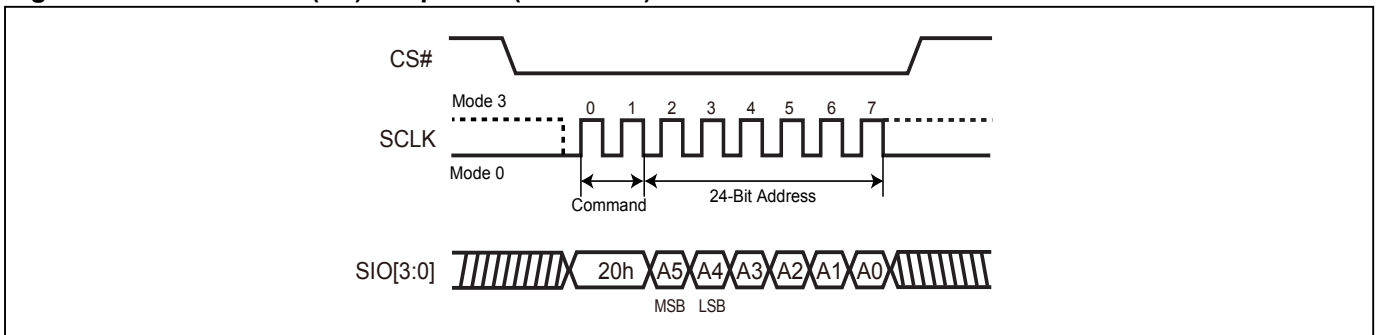 CS#
Mode 3
0 1 2 3 4 5 6 7
SCLK
Mode 0
24-Bit Address
Command
SIO[3:0] 20h A5 A4 A3 A2 A1 A0
MSB LSB